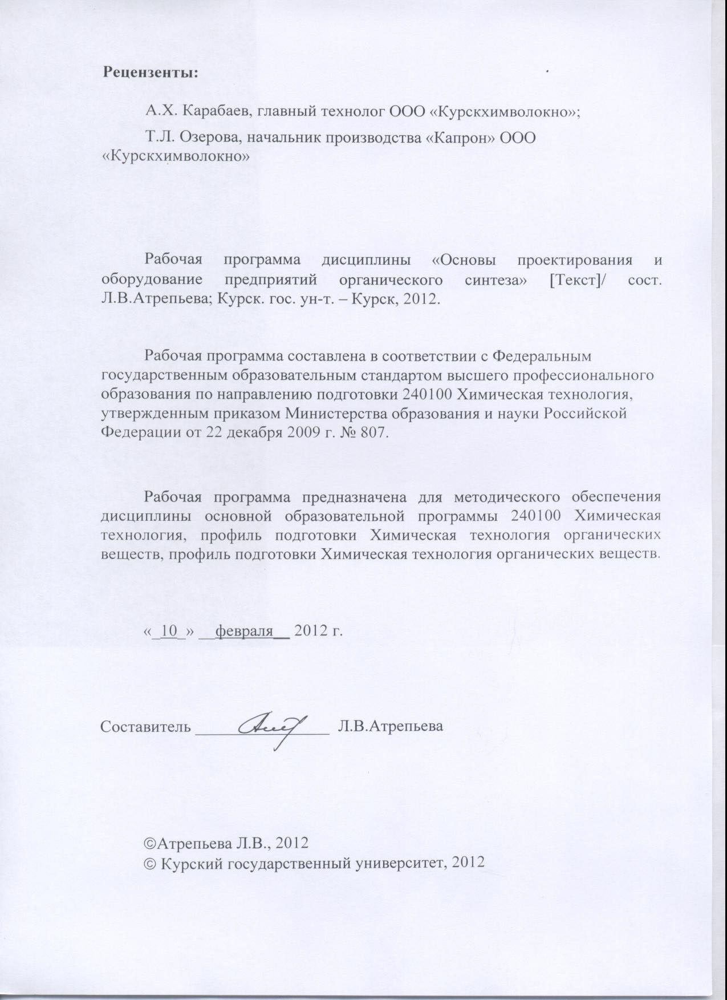 Рецензенты:
А.Х. Карабаев, главный технолог ООО «Курскхимволокно»;
Т.Л. Озерова, начальник производства «Капрон» ООО
«Курскхимволокно»
Рабочая программа дисциплины «Основы проектирования и
оборудование предприятий органического синтеза» [Текст]/ сост.
Л.В.Атрепьева; Курск. гос. ун-т. – Курск, 2012.
Рабочая программа составлена в соответствии с Федеральным
государственным образовательным стандартом высшего профессионального
образования по направлению подготовки 240100 Химическая технология,
утвержденным приказом Министерства образования и науки Российской
Федерации от 22 декабря 2009 г. № 807.
Рабочая программа предназначена для методического обеспечения
дисциплины основной образовательной программы 240100 Химическая
технология, профиль подготовки Химическая технология органических
веществ, профиль подготовки Химическая технология органических веществ.
«_10_» __февраля__ 2012 г.
Составитель ________________ Л.В.Атрепьева
©Атрепьева Л.В., 2012
© Курский государственный университет, 2012